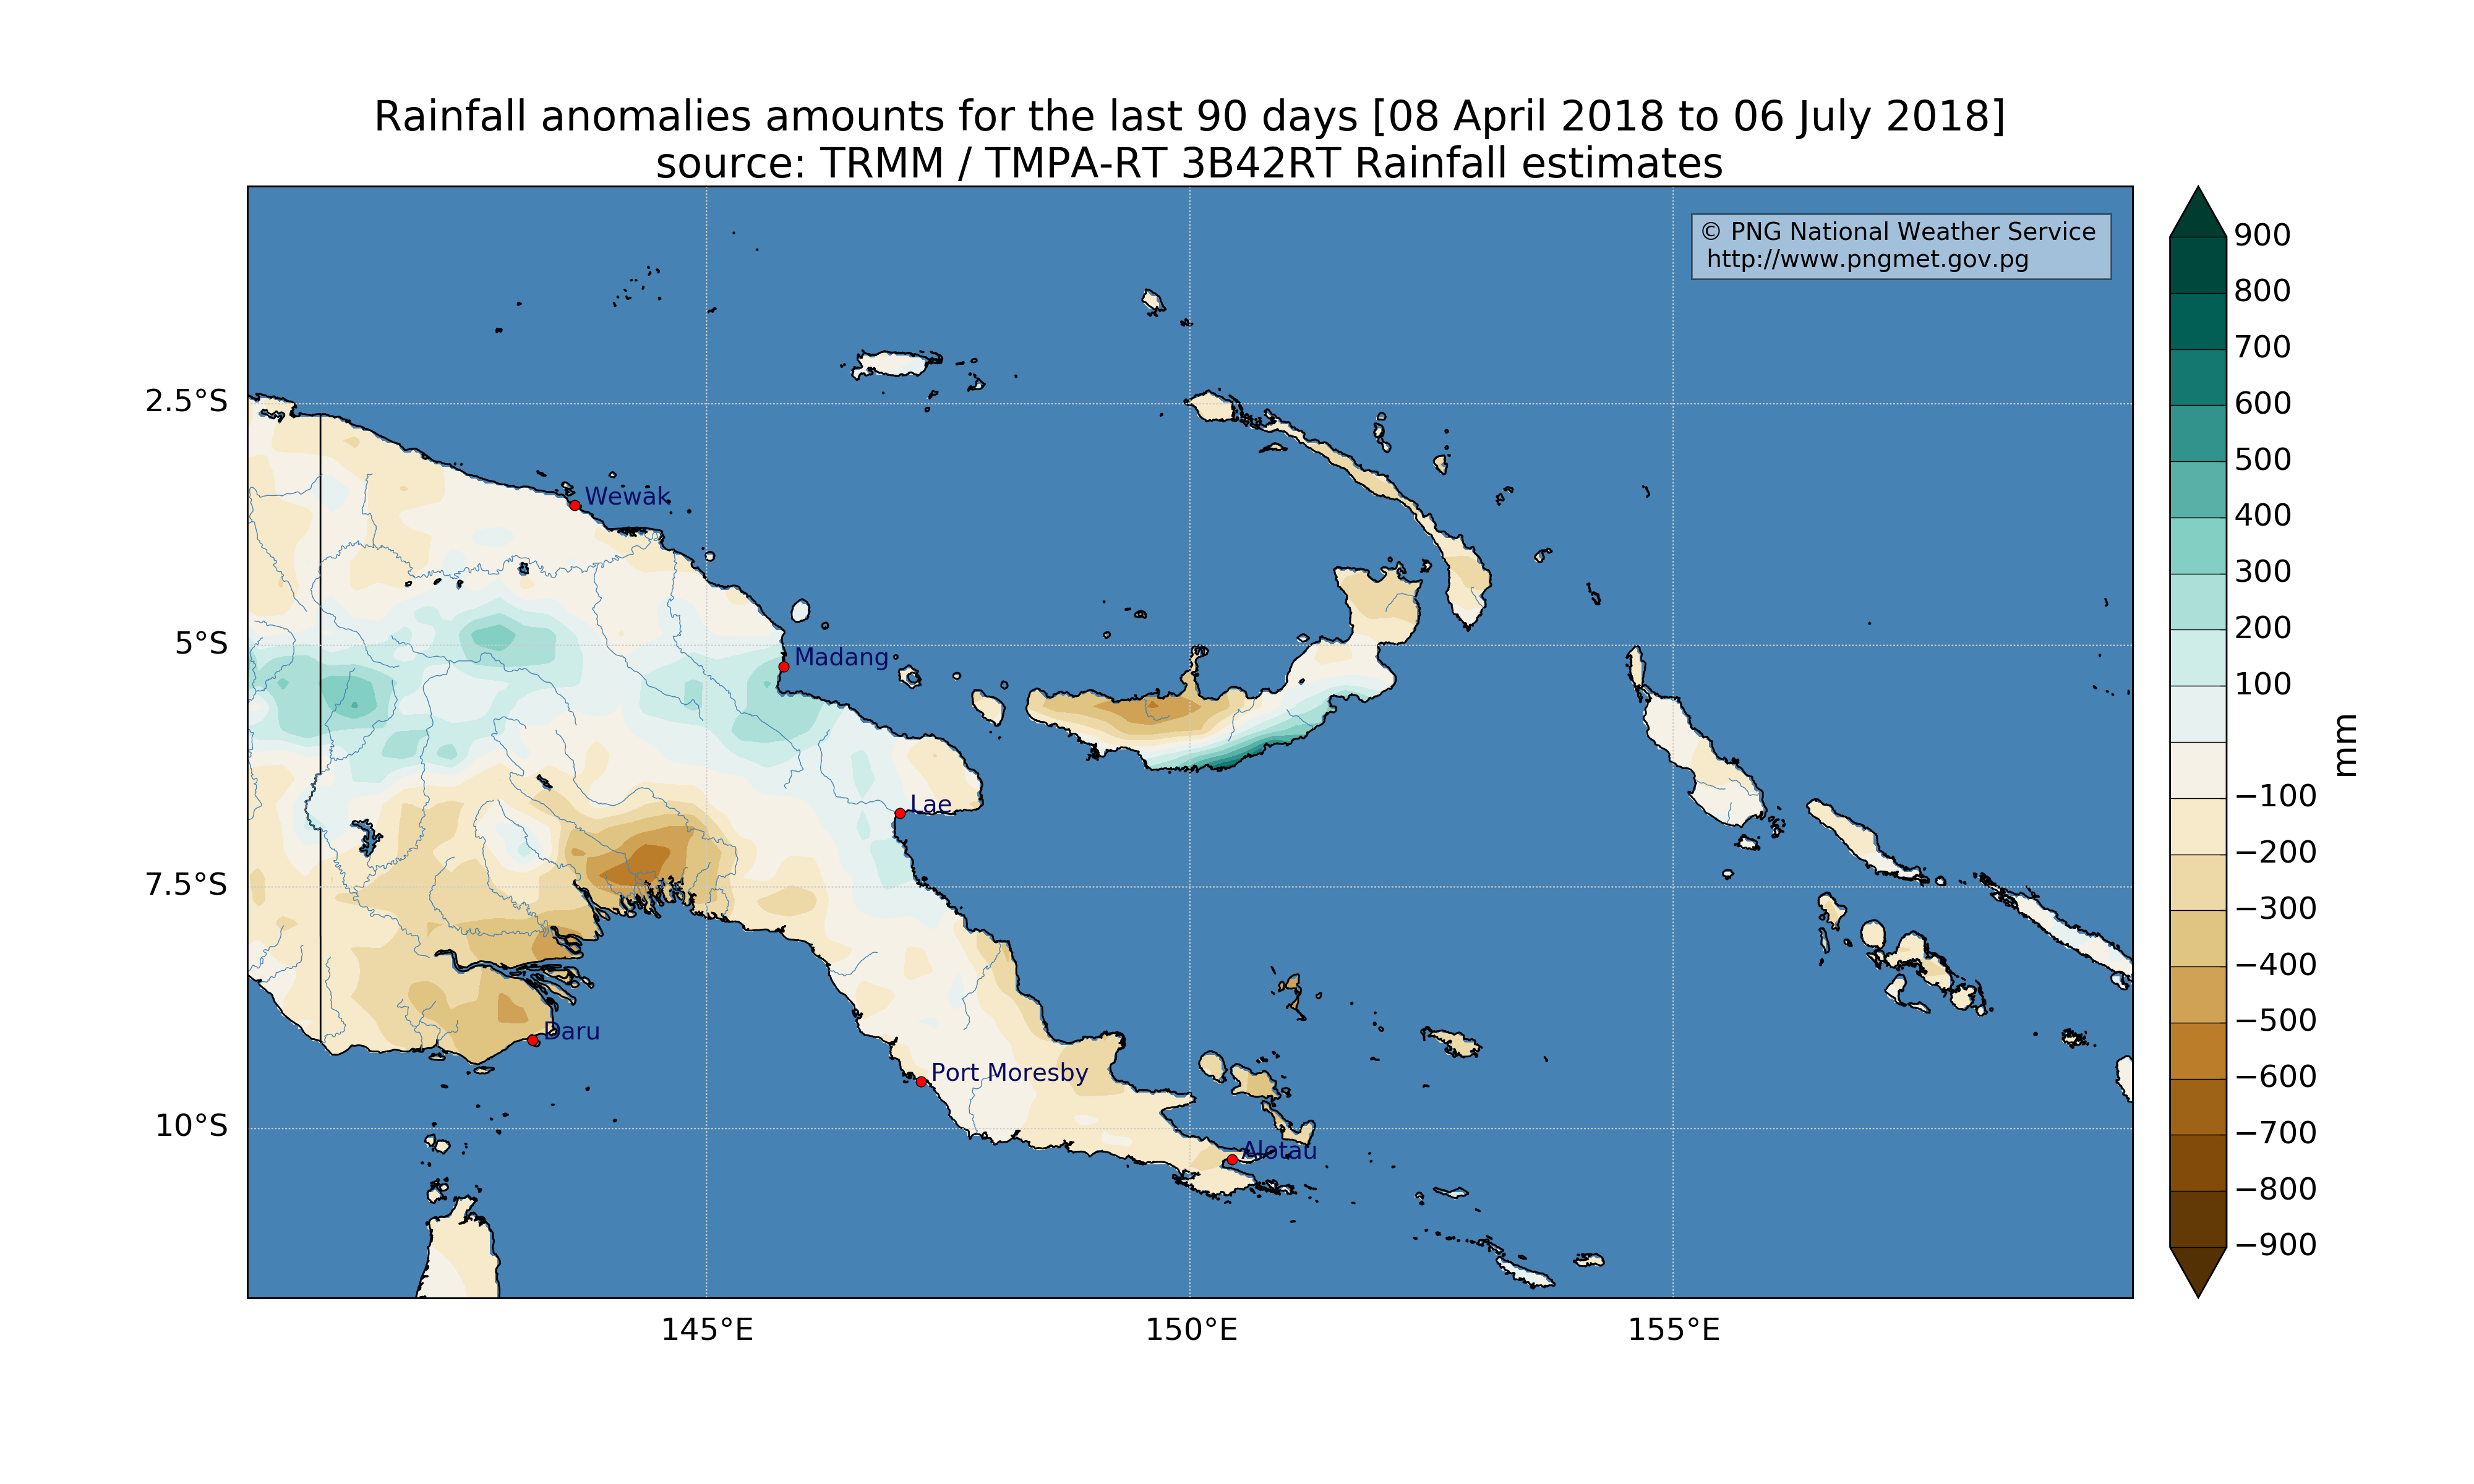 Rainfall anomalies amounts for the last 90 days [08 April 2018 to 06 July 2018]
source: TRMM / TMPA-RT 3B42RT Rainfall estimates
© PNG National Weather Service
http://www.pngmet.gov.pg
2.5°S
5°S
7.5°S
10°S
Wewak
Madang
Lae
Daru
Port Moresby
Alotau
145°E
150°E
155°E
900
800
700
600
500
400
300
200
100
−100
−200
−300
−400
−500
−600
−700
−800
−900
mm